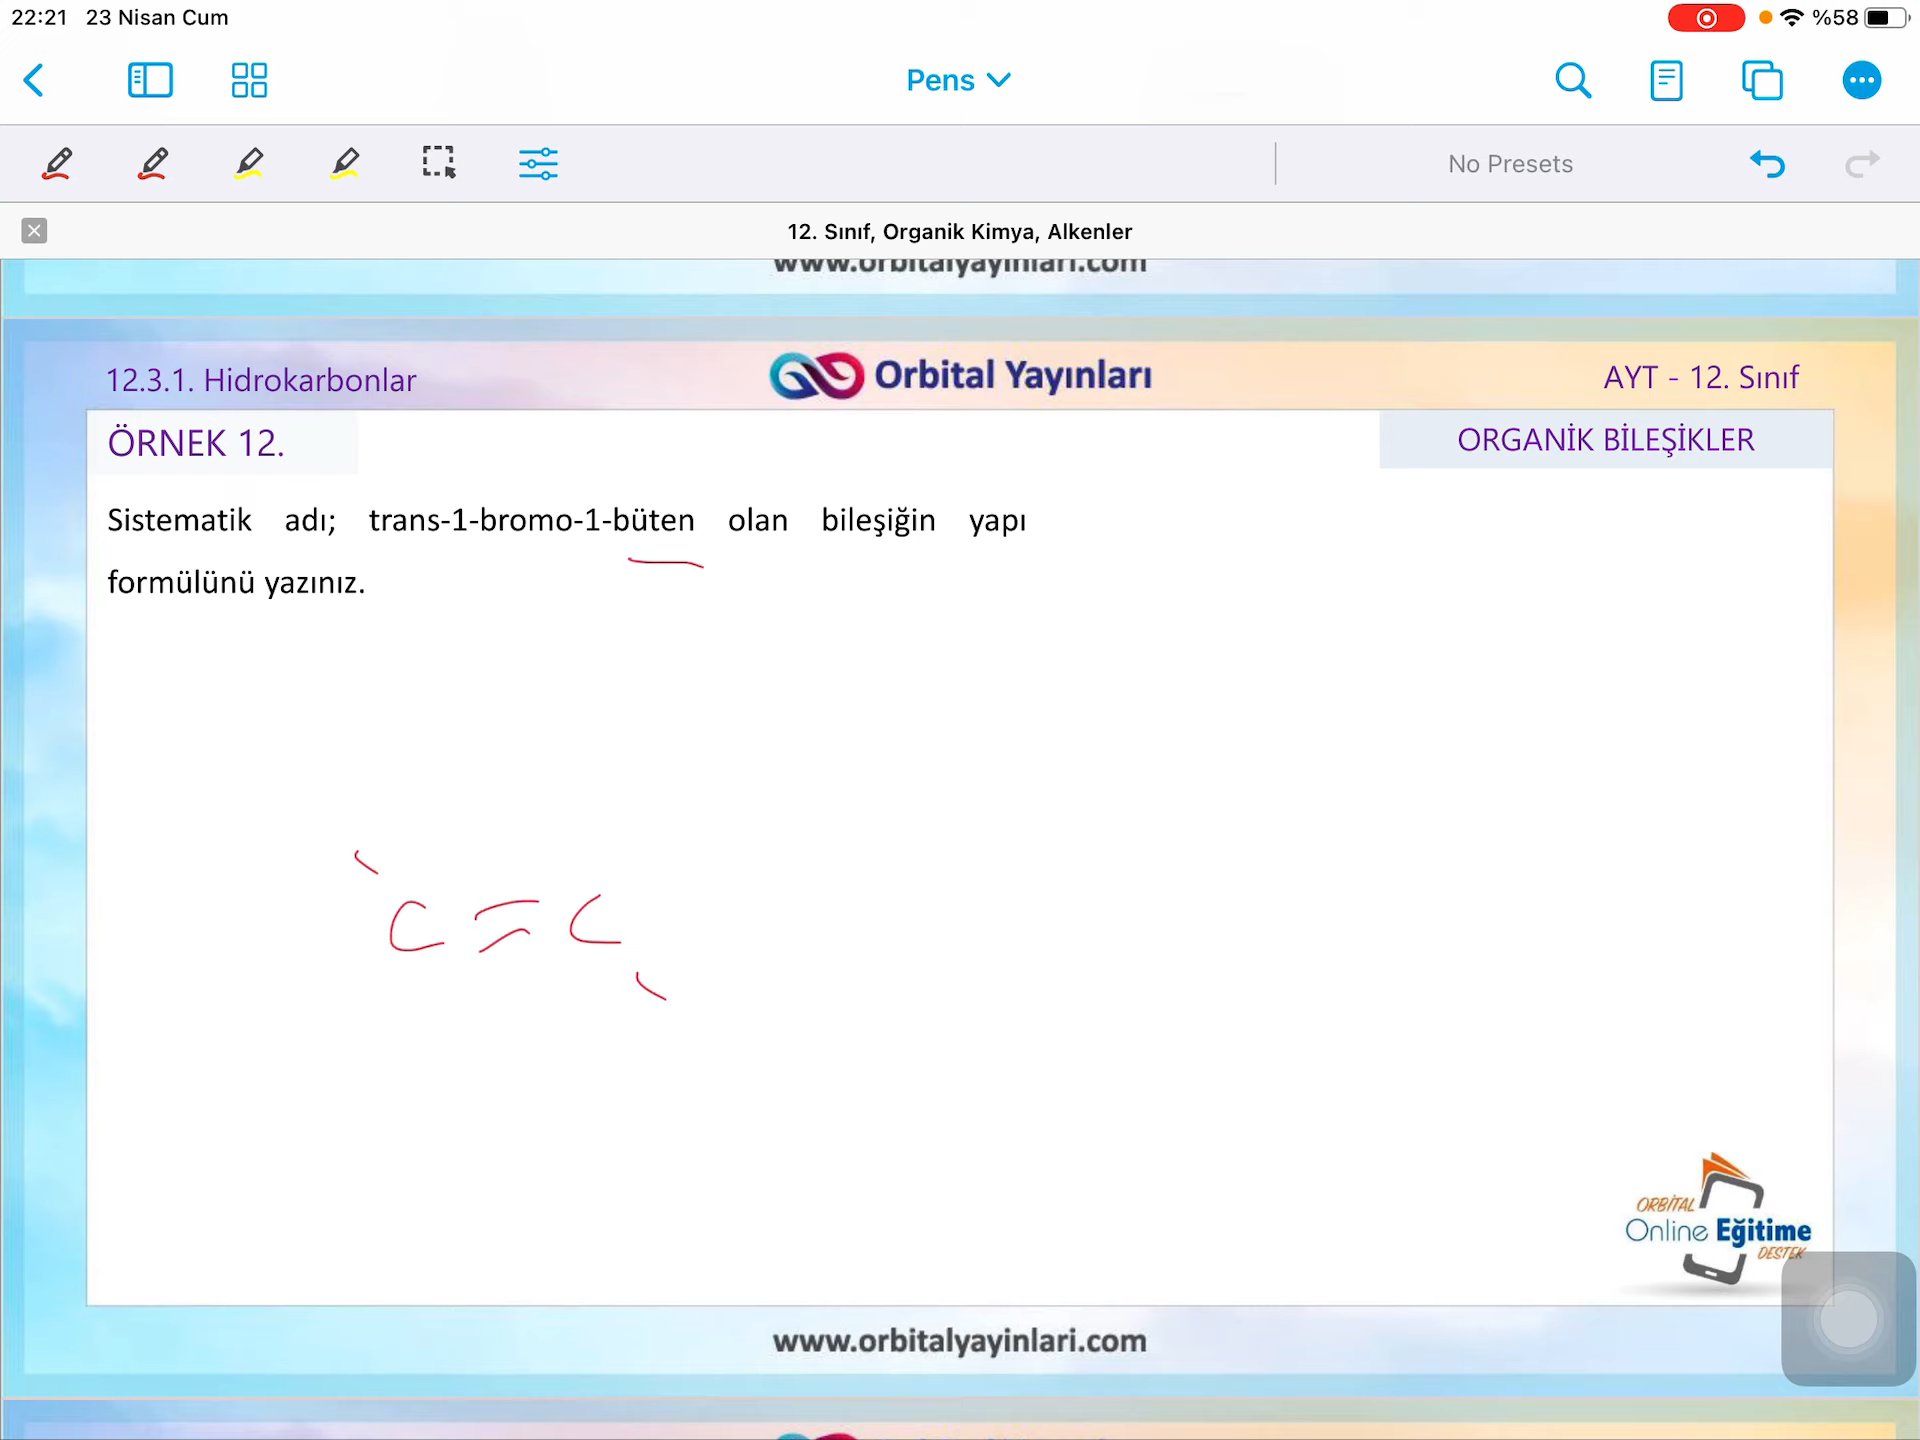 22:21 23 Nisan Cum
%58
Pens
No Presets
12. Sınıf, Organik Kimya, Alkenler
www.orbitalyayinlari.com
12.3.1. Hidrokarbonlar
Orbital Yayınları
AYT - 12. Sınıf
ÖRNEK 12.
ORGANİK BİLEŞİKLER
Sistematik adı; trans-1-bromo-1-büten olan bileşiğin yapı
formülünü yazınız.
C = C
ORBİTAL
Online Eğitime
DESTEK
www.orbitalyayinlari.com